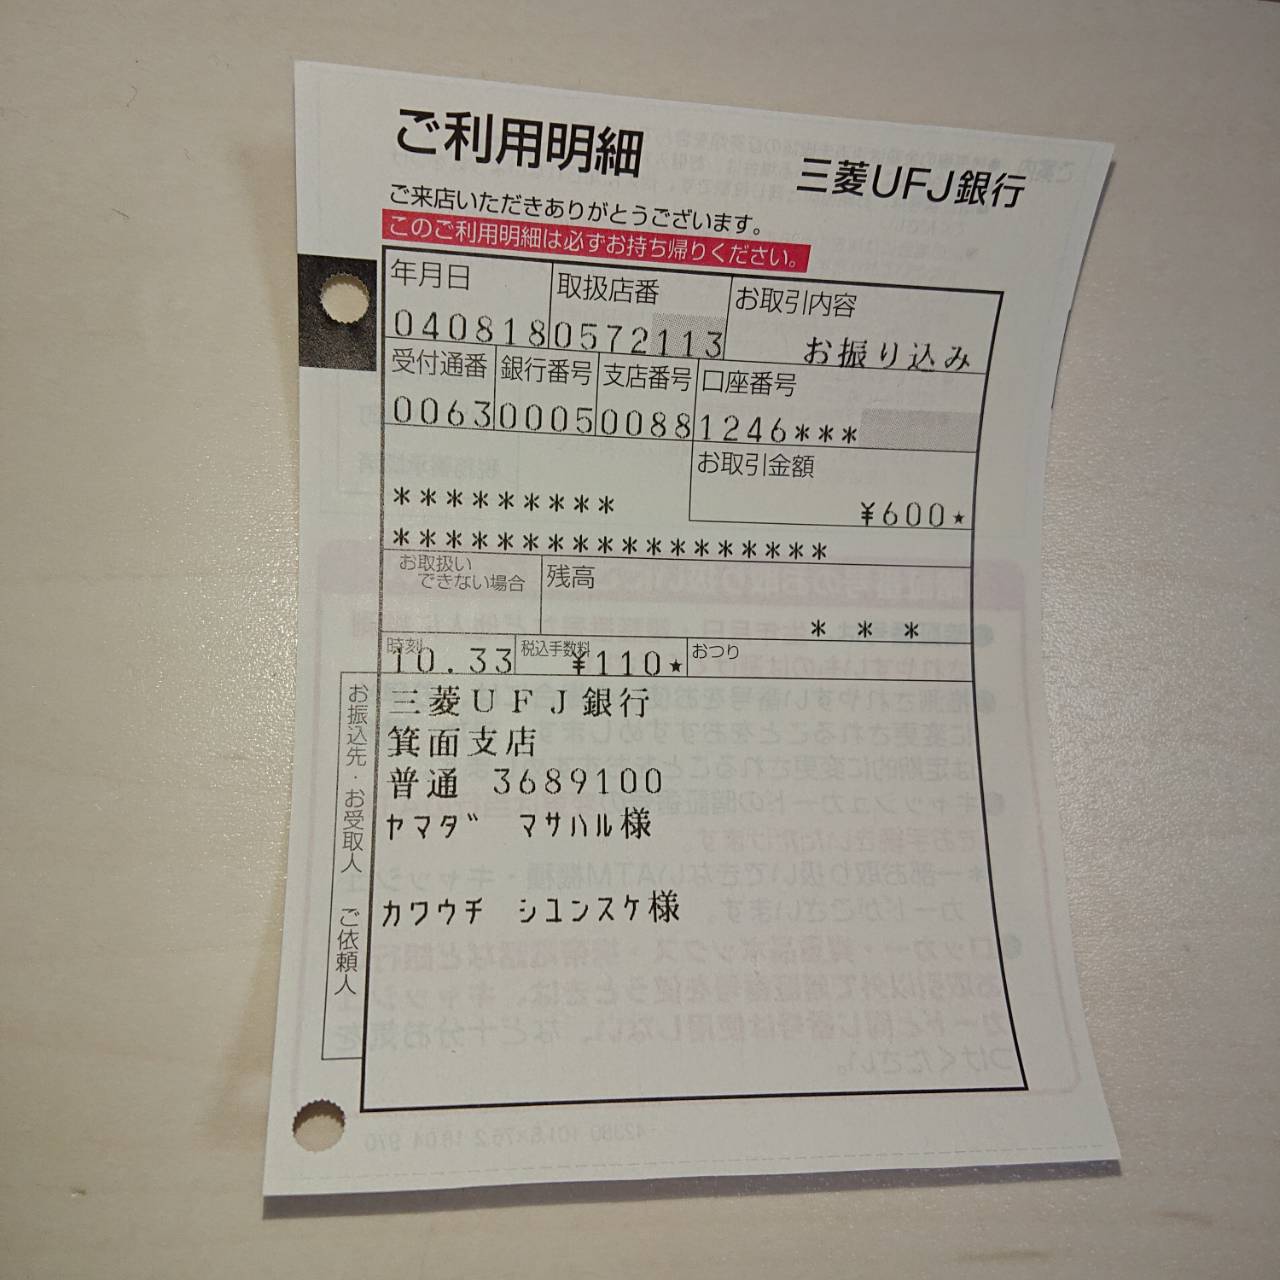 ご利用明細
三菱UFJ銀行
ご来店いただきありがとうございます。
このご利用明細は必ずお持ち帰りください。
年月日 取扱店番 お取引内容
040818 0572113 お振り込み
受付通番 銀行番号 支店番号 口座番号
0063 0005 0088 1246***
お取引金額
********* ¥600★
******************
お取扱いできない場合 残高
* * *
時刻 税込手数料 おつり
10.33 ¥110★
お振込先・お受取人 ご依頼人
三菱UFJ銀行
箕面支店
普通 3689100
ヤマダ マサハル様
カワウチ シユンスケ様